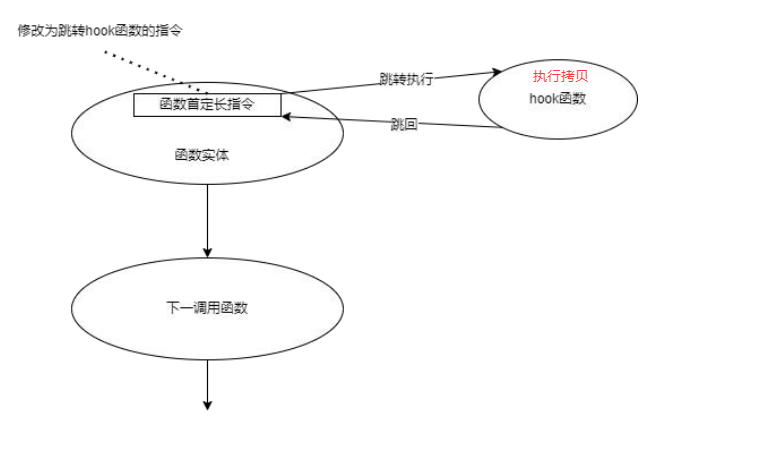 修改为跳转hook函数的指令
跳转执行
执行拷贝
hook函数
函数首定长指令
跳回
函数实体
下一调用函数